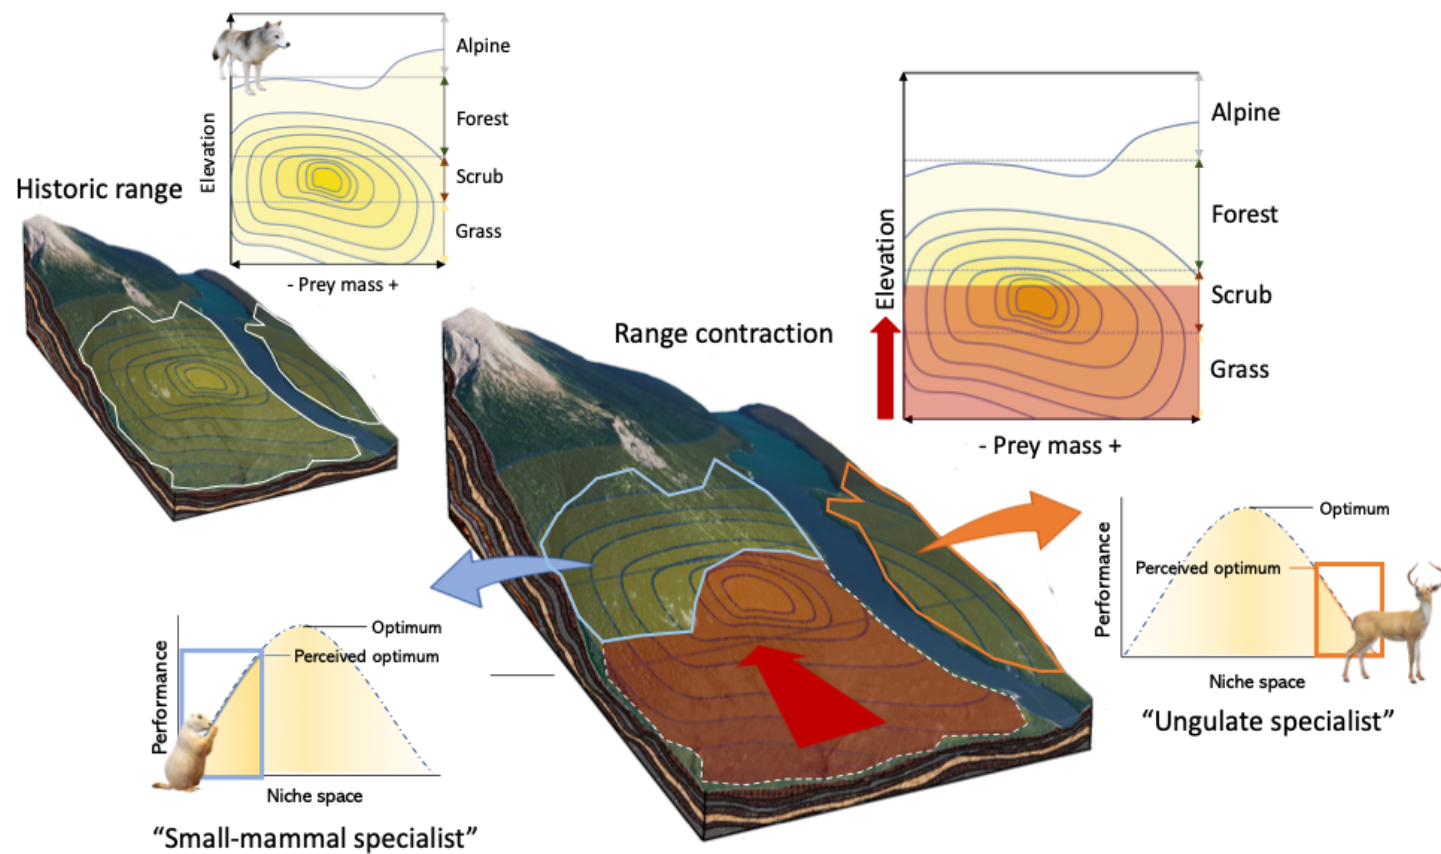 Historic range
Elevation
Alpine
Forest
Scrub
Grass
- Prey mass +
Range contraction
Elevation
Alpine
Forest
Scrub
Grass
- Prey mass +
Performance
Optimum
Perceived optimum
Niche space
“Small-mammal specialist”
Performance
Optimum
Perceived optimum
Niche space
“Ungulate specialist”